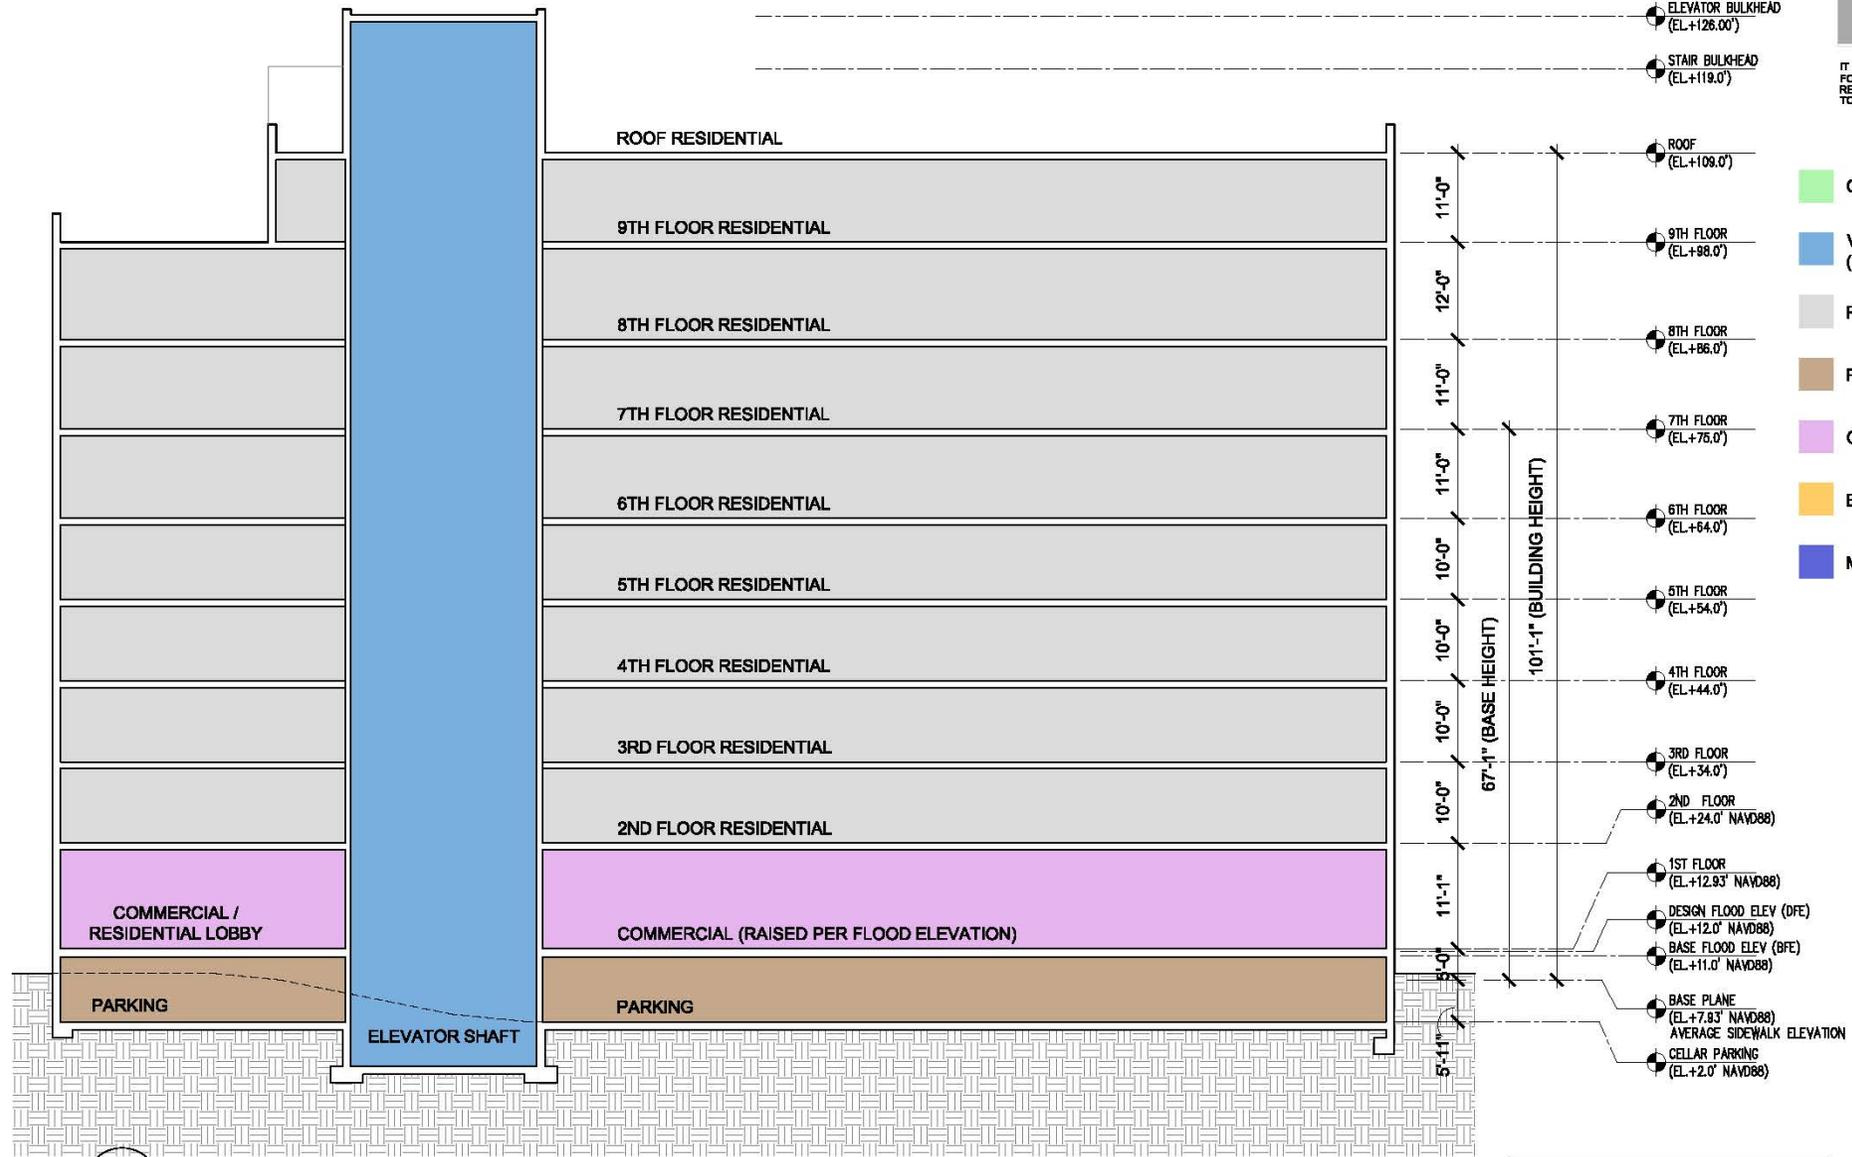 ELEVATOR BULKHEAD
(EL.+126.00')
STAIR BULKHEAD
(EL.+119.0')
IT
FO
RE
TO
ROOF RESIDENTIAL
ROOF
(EL.+109.0')
11'-0"
9TH FLOOR RESIDENTIAL
9TH FLOOR
(EL.+98.0')
12'-0"
8TH FLOOR RESIDENTIAL
8TH FLOOR
(EL.+86.0')
11'-0"
7TH FLOOR RESIDENTIAL
7TH FLOOR
(EL.+75.0')
11'-0"
6TH FLOOR RESIDENTIAL
6TH FLOOR
(EL.+64.0')
10'-0"
5TH FLOOR RESIDENTIAL
5TH FLOOR
(EL.+54.0')
101'-1" (BUILDING HEIGHT)
10'-0"
4TH FLOOR RESIDENTIAL
4TH FLOOR
(EL.+44.0')
67'-1" (BASE HEIGHT)
10'-0"
3RD FLOOR RESIDENTIAL
3RD FLOOR
(EL.+34.0')
10'-0"
2ND FLOOR RESIDENTIAL
2ND FLOOR
(EL.+24.0' NAVD88)
11'-1"
1ST FLOOR
(EL.+12.93' NAVD88)
COMMERCIAL /
RESIDENTIAL LOBBY
COMMERCIAL (RAISED PER FLOOD ELEVATION)
DESIGN FLOOD ELEV (DFE)
(EL.+12.0' NAVD88)
BASE FLOOD ELEV (BFE)
(EL.+11.0' NAVD88)
5'-0"
PARKING
PARKING
BASE PLANE
(EL.+7.93' NAVD88)
AVERAGE SIDEWALK ELEVATION
ELEVATOR SHAFT
5'-11"
CELLAR PARKING
(EL.+2.0' NAVD88)